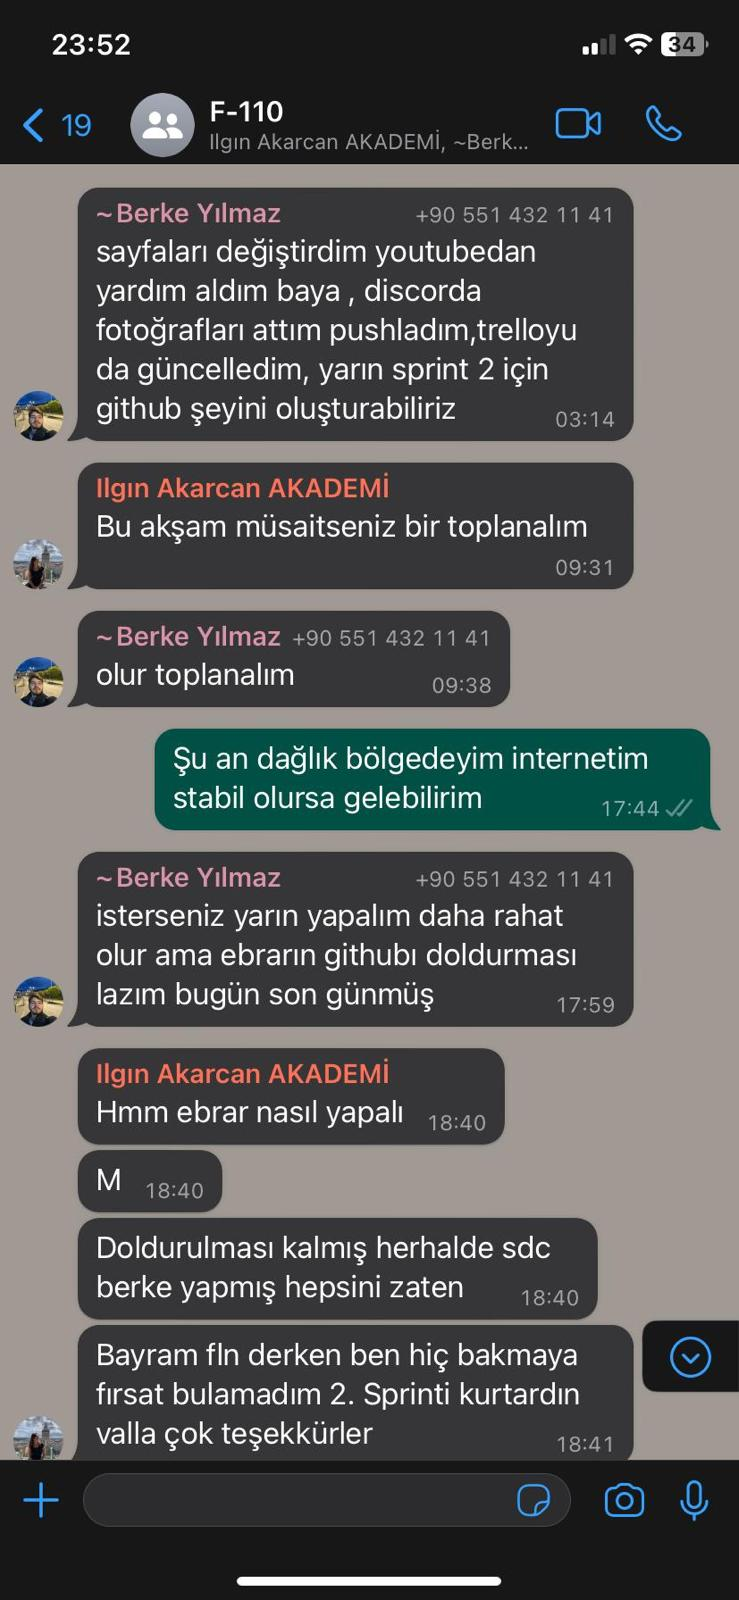 23:52
34
19
F-110
Ilgın Akarcan AKADEMİ, ~Berk...
~Berke Yılmaz +90 551 432 11 41
sayfaları değiştirdim youtubedan
yardım aldım baya , discorda
fotoğrafları attım pushladım,trelloyu
da güncelledim, yarın sprint 2 için
github şeyini oluşturabiliriz
03:14
Ilgın Akarcan AKADEMİ
Bu akşam müsaitseniz bir toplanalım
09:31
~Berke Yılmaz +90 551 432 11 41
olur toplanalım
09:38
Şu an dağlık bölgedeyim internetim
stabil olursa gelebilirim
17:44
~Berke Yılmaz +90 551 432 11 41
isterseniz yarın yapalım daha rahat
olur ama ebrarın githubı doldurması
lazım bugün son günmüş
17:59
Ilgın Akarcan AKADEMİ
Hmm ebrar nasıl yapalı
18:40
M
18:40
Doldurulması kalmış herhalde sdc
berke yapmış hepsini zaten
18:40
Bayram fln derken ben hiç bakmaya
fırsat bulamadım 2. Sprinti kurtardın
valla çok teşekkürler
18:41